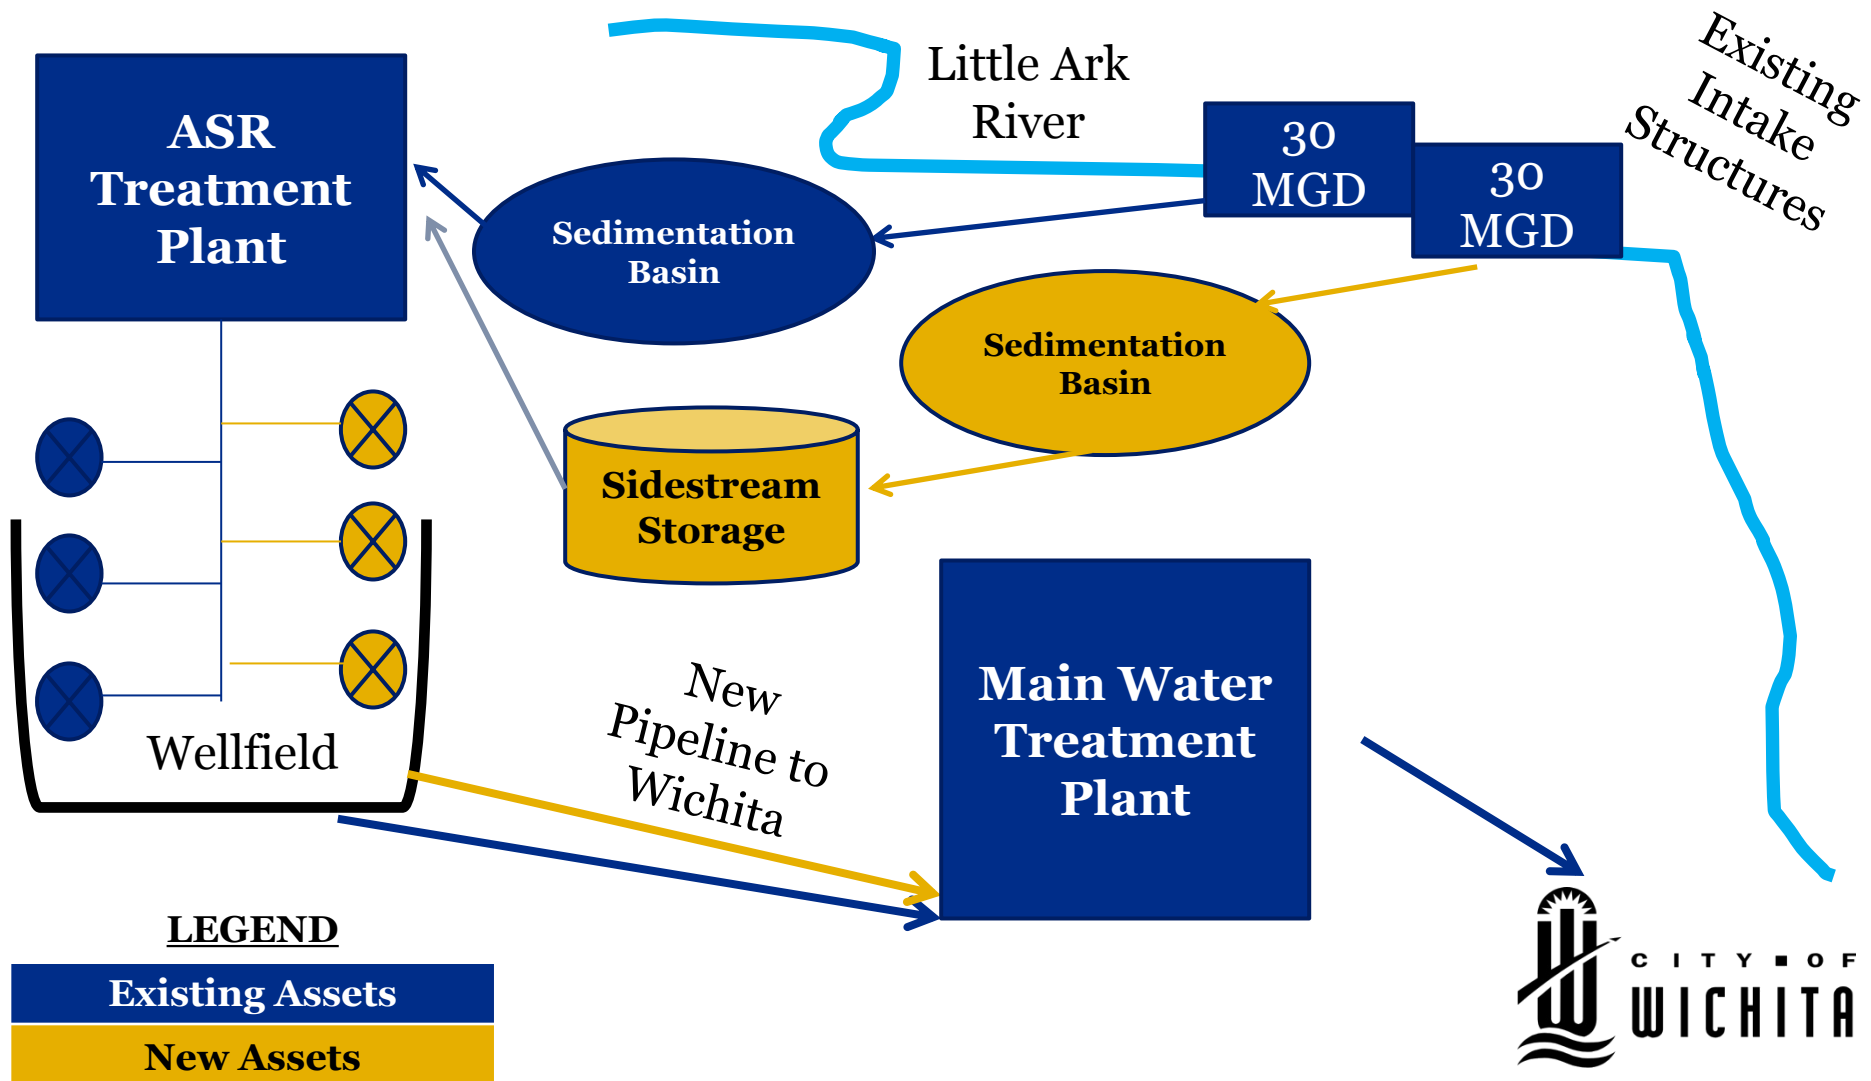 ASR
Treatment
Plant
Little Ark
River
30
MGD
30
MGD
Existing
Intake
Structures
Sedimentation
Basin
Sedimentation
Basin
Sidestream
Storage
Wellfield
New
Pipeline to
Wichita
Main Water
Treatment
Plant
LEGEND
Existing Assets
New Assets
CITY ■ OF
WICHITA